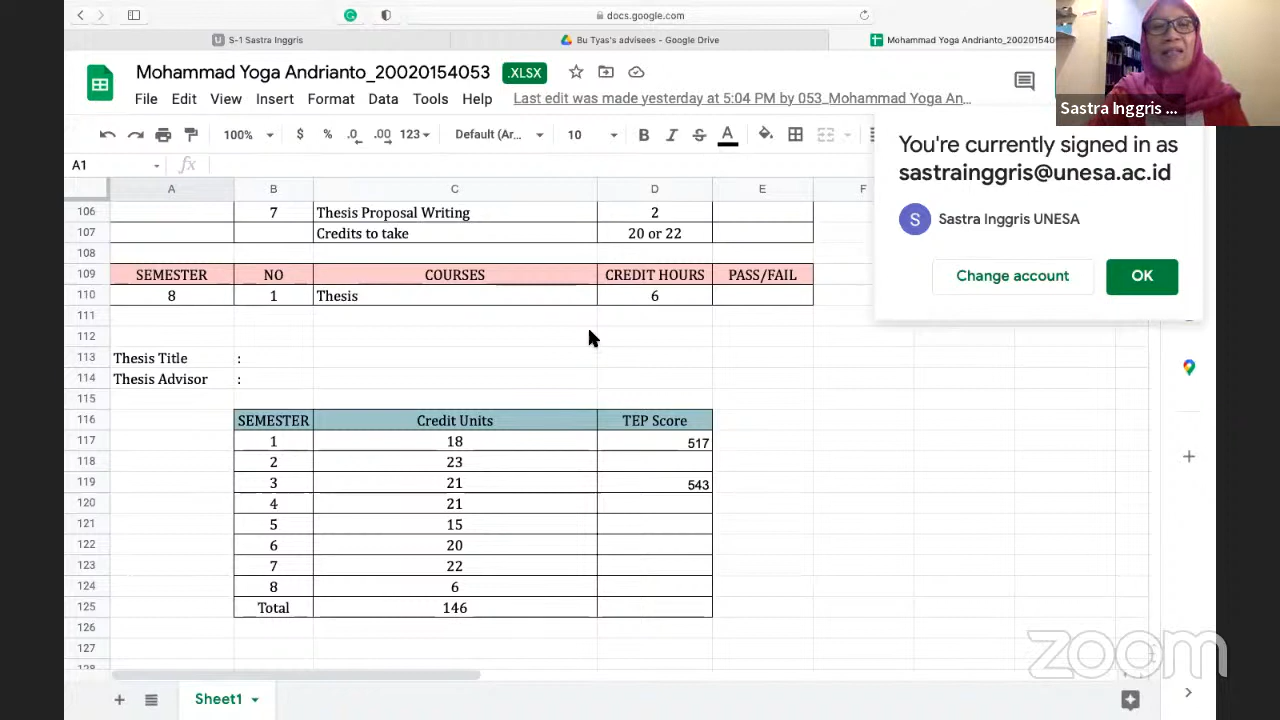 docs.google.com
S-1 Sastra Inggris
Bu Tyas's advisees - Google Drive
Mohammad Yoga Andrianto_200201540
Mohammad Yoga Andrianto_20020154053 .XLSX
File Edit View Insert Format Data Tools Help Last edit was made yesterday at 5:04 PM by 053_Mohammad Yoga An...
100% $ % .0 .00 123 Default (Ar... 10 B I S A
A1 fx
Sastra Inggris ...
You're currently signed in as
sastrainggris@unesa.ac.id
S Sastra Inggris UNESA
Change account OK
A B C D E F
106 7 Thesis Proposal Writing 2
107 Credits to take 20 or 22
108
109 SEMESTER NO COURSES CREDIT HOURS PASS/FAIL
110 8 1 Thesis 6
111
112
113 Thesis Title :
114 Thesis Advisor :
115
116 SEMESTER Credit Units TEP Score
117 1 18 517
118 2 23
119 3 21 543
120 4 21
121 5 15
122 6 20
123 7 22
124 8 6
125 Total 146
126
127
128
zoom
Sheet1